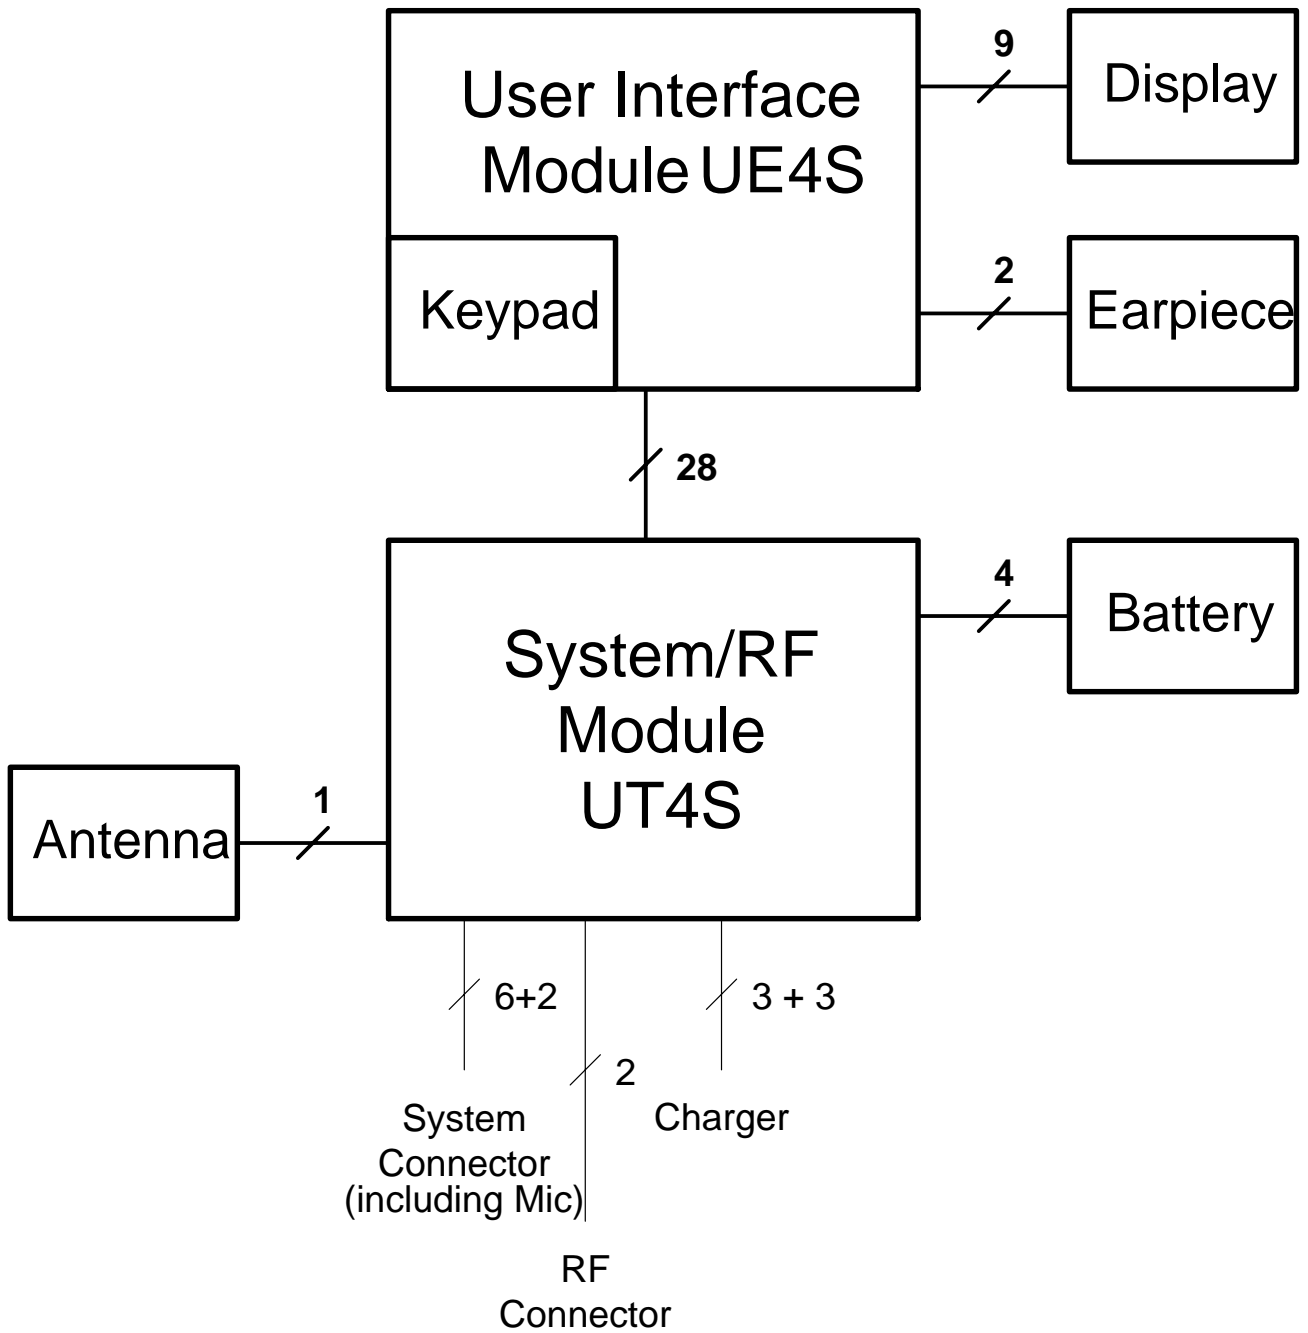 User Interface
Module UE4S
9
Display
Keypad
2
Earpiece
28
System/RF
Module
UT4S
4
Battery
1
Antenna
6+2
3 + 3
2
System
Connector
(including Mic)
Charger
RF
Connector